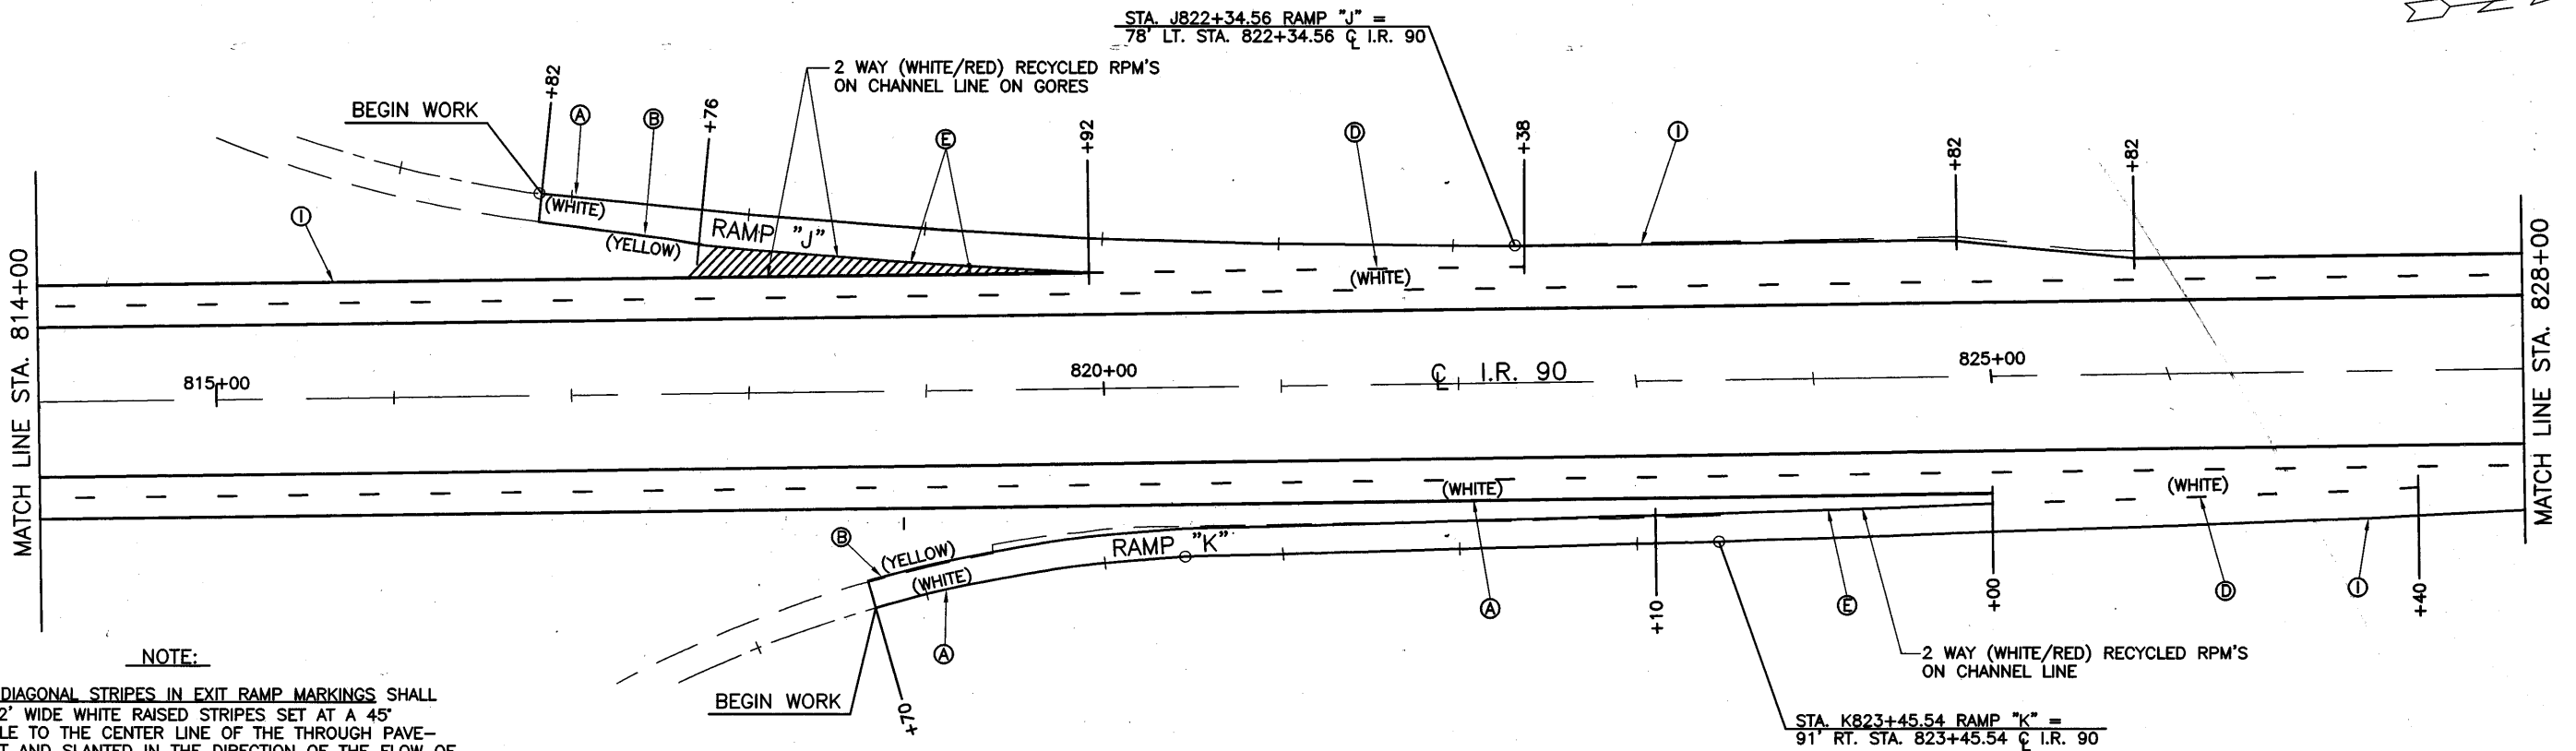 STA. J822+34.56 RAMP "J" =
78' LT. STA. 822+34.56 ℄ I.R. 90
2 WAY (WHITE/RED) RECYCLED RPM'S
ON CHANNEL LINE ON GORES
BEGIN WORK
+82
A
B
+76
E
+92
D
+38
I
+82
+82
I
(WHITE)
(YELLOW)
RAMP "J"
(WHITE)
MATCH LINE STA. 814+00
MATCH LINE STA. 828+00
815+00
820+00
℄ I.R. 90
825+00
(WHITE)
(WHITE)
B
(YELLOW)
(WHITE)
RAMP "K"
A
A
+10
E
+00
D
I
+40
BEGIN WORK
+70
2 WAY (WHITE/RED) RECYCLED RPM'S
ON CHANNEL LINE
STA. K823+45.54 RAMP "K" =
91' RT. STA. 823+45.54 ℄ I.R. 90
NOTE:
DIAGONAL STRIPES IN EXIT RAMP MARKINGS SHALL
2' WIDE WHITE RAISED STRIPES SET AT A 45°
LE TO THE CENTER LINE OF THE THROUGH PAVE-
T AND SLANTED IN THE DIRECTION OF THE FLOW OF